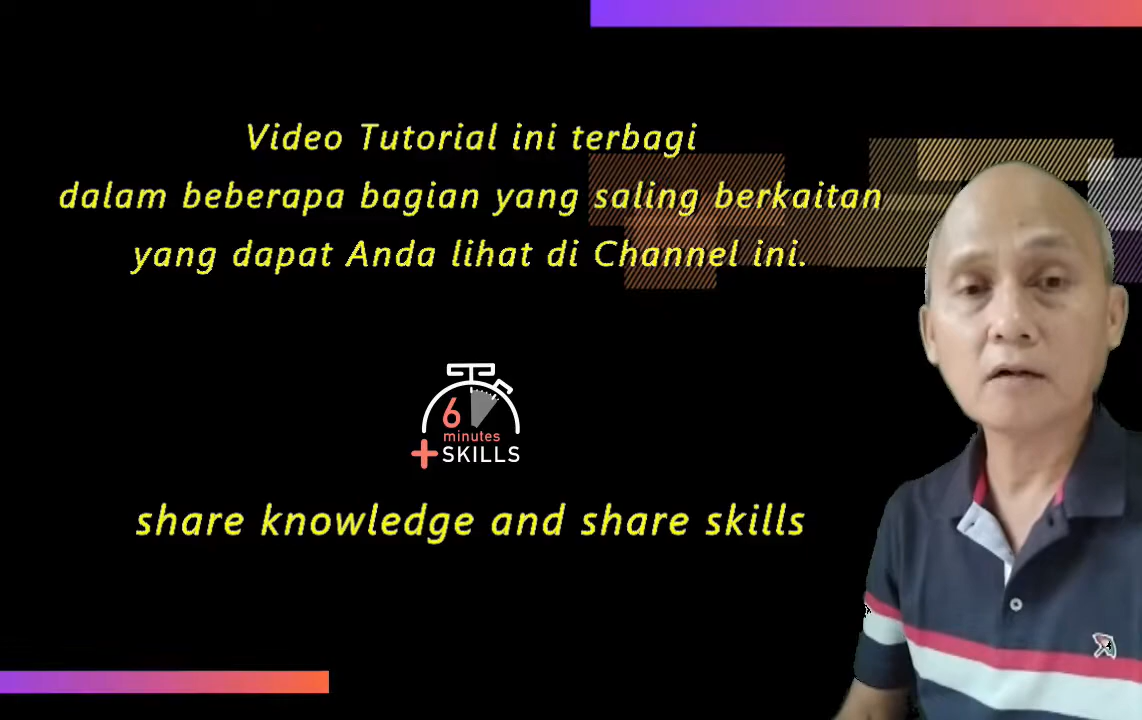 Video Tutorial ini terbagi
dalam beberapa bagian yang saling berkaitan
yang dapat Anda lihat di Channel ini.
6
minutes
+SKILLS
share knowledge and share skills